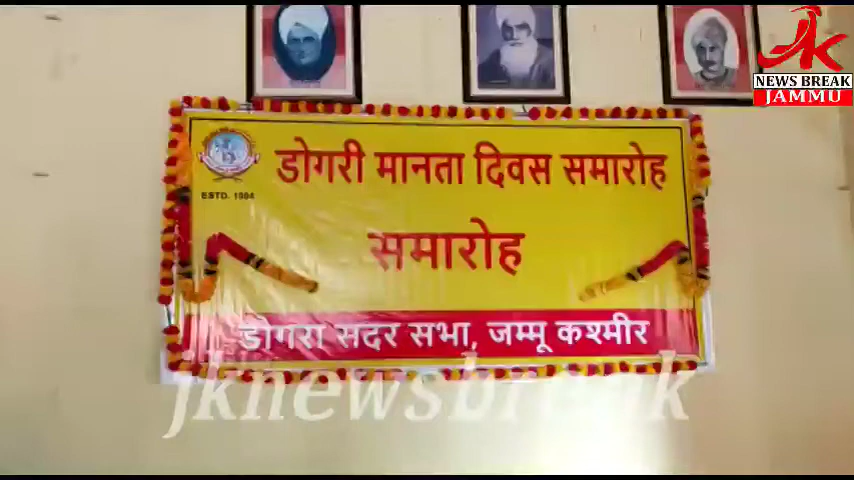 JK
NEWS BREAK
JAMMU
ESTD. 1904
डोगरी मानता दिवस समारोह
समारोह
डोगरा सदर सभा, जम्मू कश्मीर
jknewsbreak